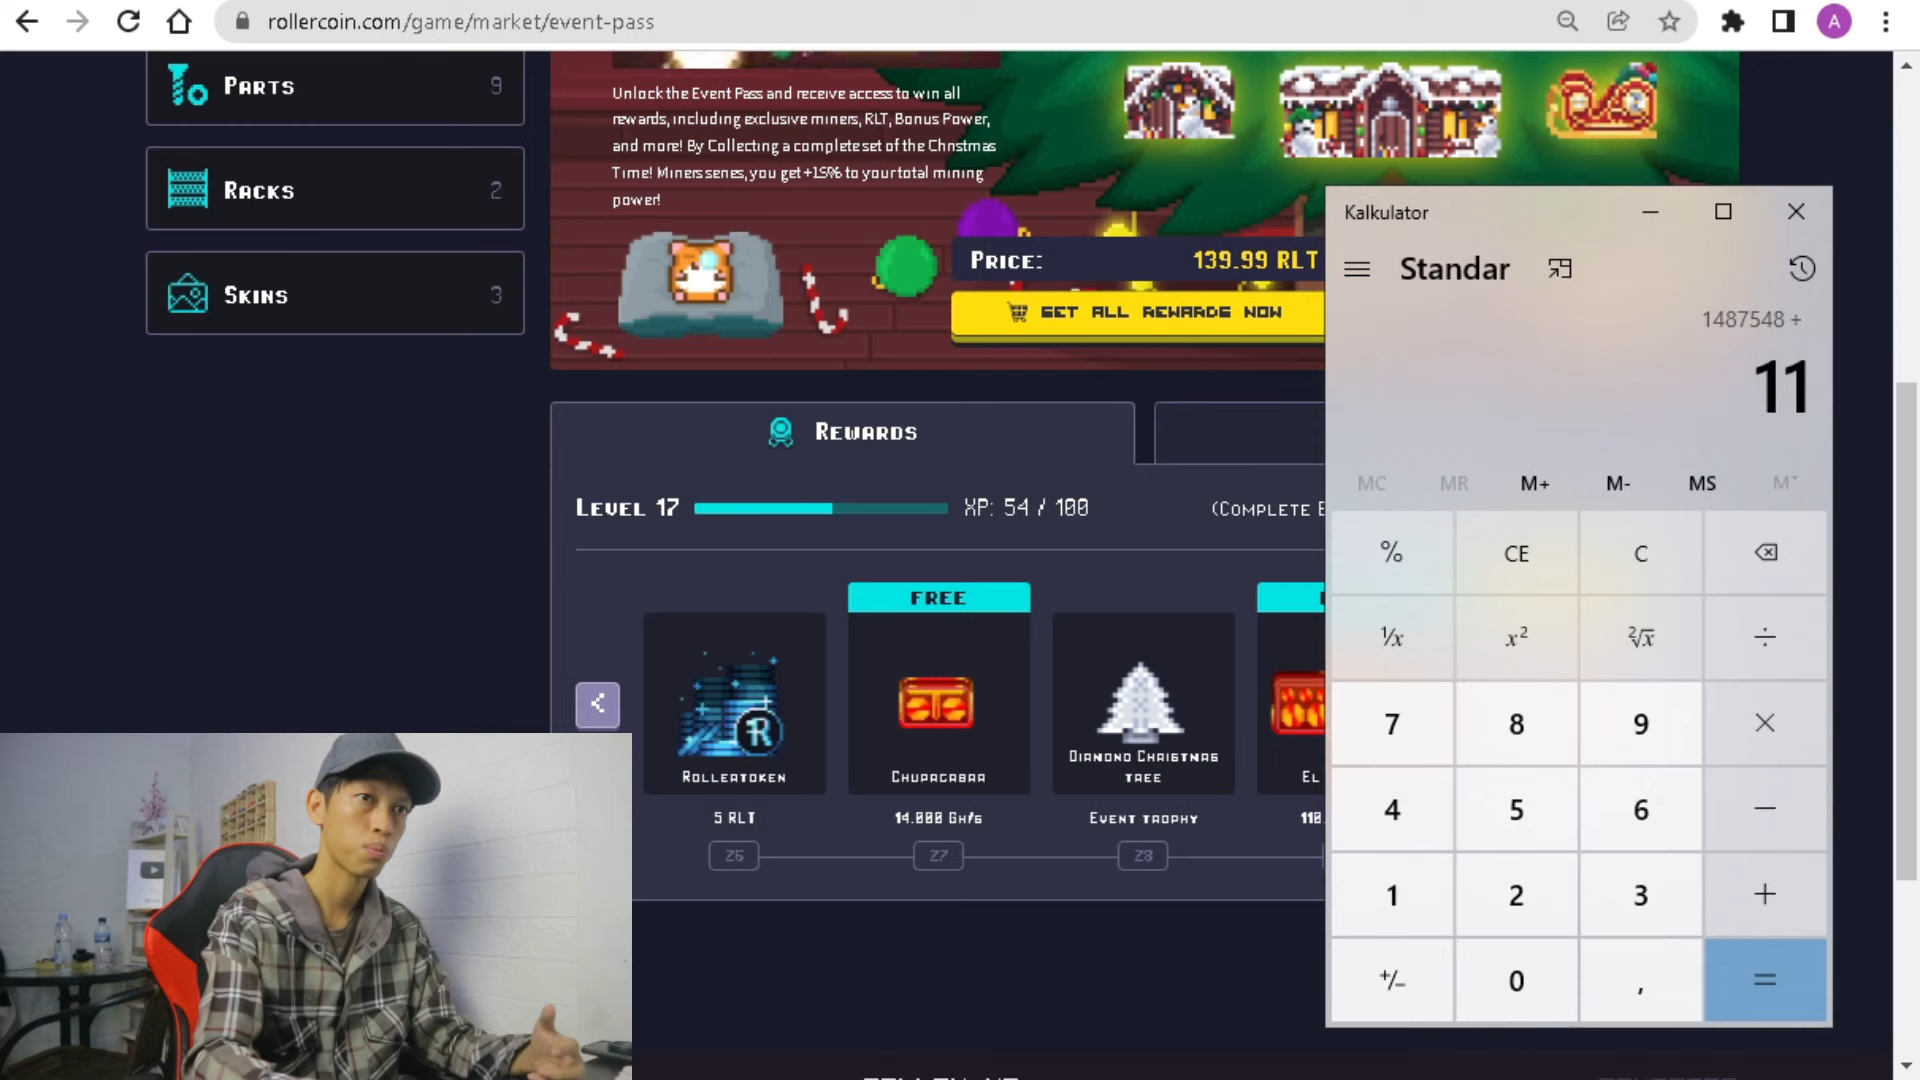 rollercoin.com/game/market/event-pass
A
Parts 9
Racks 2
Skins 3
Unlock the Event Pass and receive access to win all
rewards, including exclusive miners, RLT, Bonus Power,
and more! By Collecting a complete set of the Christmas
Time! Miners series, you get +15% to your total mining
power!
Price: 139.99 RLT
GET ALL REWARDS NOW
Rewards
Level 17
XP: 54 / 100
(Complete
FREE
Rollertoken
5 RLT
26
Chupacabra
14.000 Gh/s
27
Diamond Christmas
Tree
Event trophy
28
El
110.
Kalkulator
Standar
1487548 +
11
MC MR M+ M- MS M˅
% CE C
1/x x² ²√x ÷
7 8 9 ×
4 5 6 −
1 2 3 +
+/− 0 , =